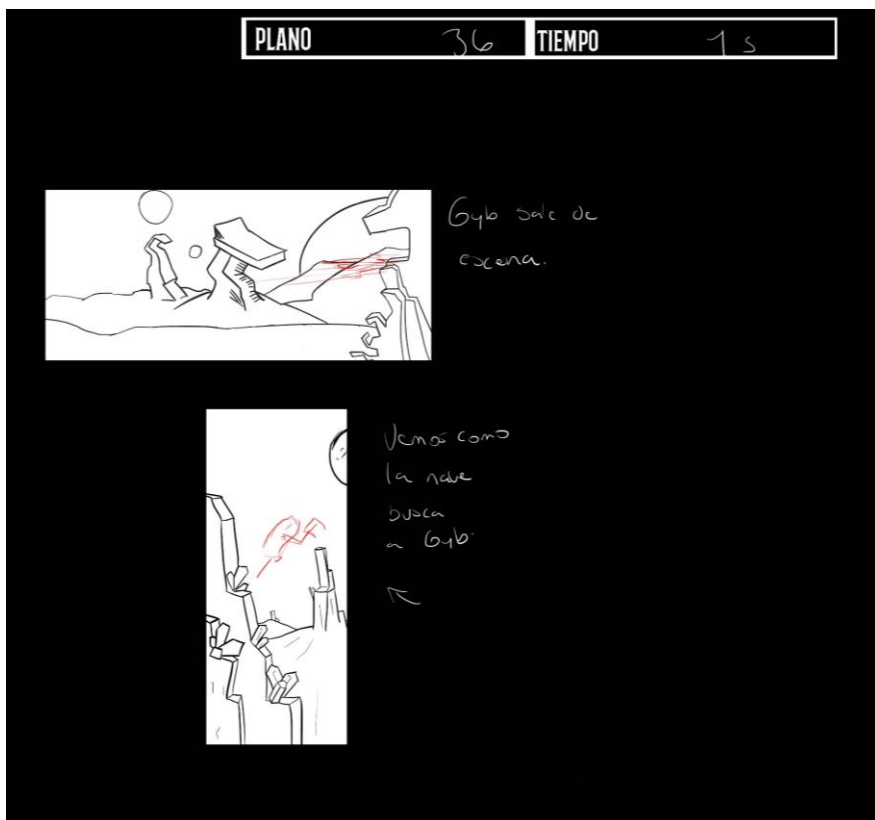 PLANO 36 TIEMPO 1 s
Gyb sale de
escena.
Vemos como
la nave
busca
a Gyb.